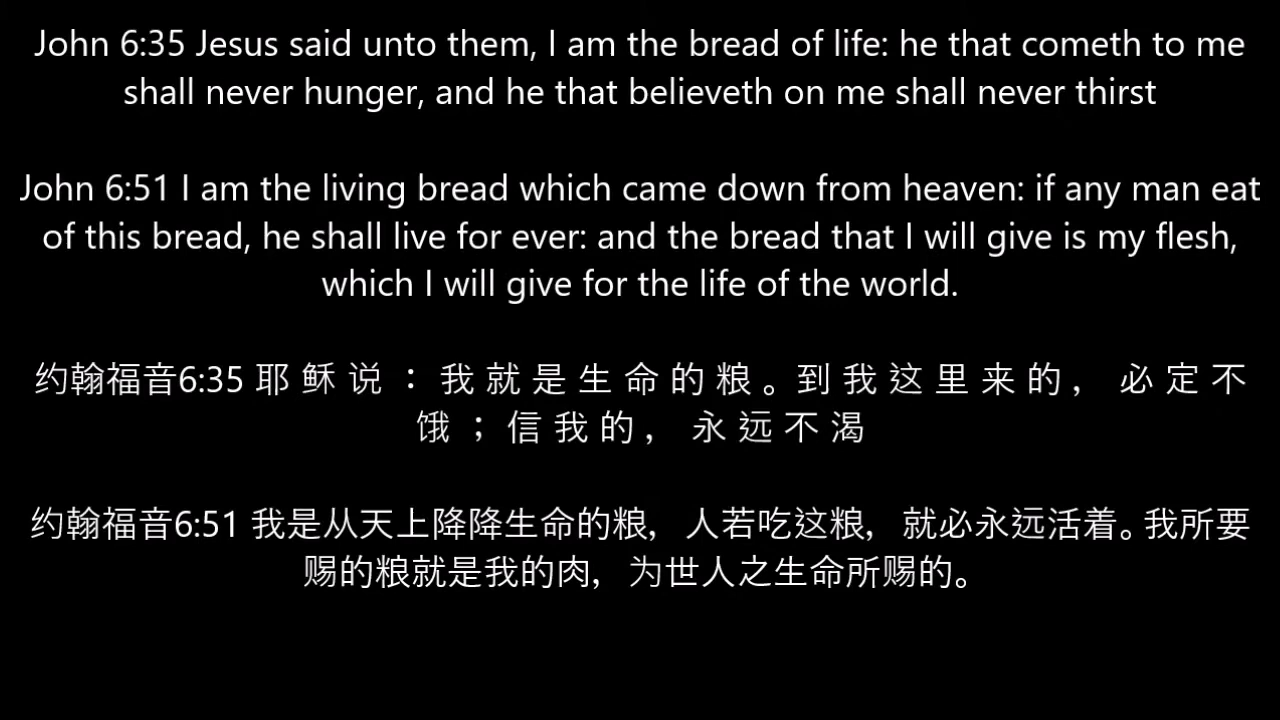 John 6:35 Jesus said unto them, I am the bread of life: he that cometh to me
shall never hunger, and he that believeth on me shall never thirst
John 6:51 I am the living bread which came down from heaven: if any man eat
of this bread, he shall live for ever: and the bread that I will give is my flesh,
which I will give for the life of the world.
约翰福音6:35 耶 稣 说 ： 我 就 是 生 命 的 粮 。 到 我 这 里 来 的 ， 必 定 不
饿 ； 信 我 的 ， 永 远 不 渴
约翰福音6:51 我是从天上降降生命的粮，人若吃这粮，就必永远活着。我所要
赐的粮就是我的肉，为世人之生命所赐的。